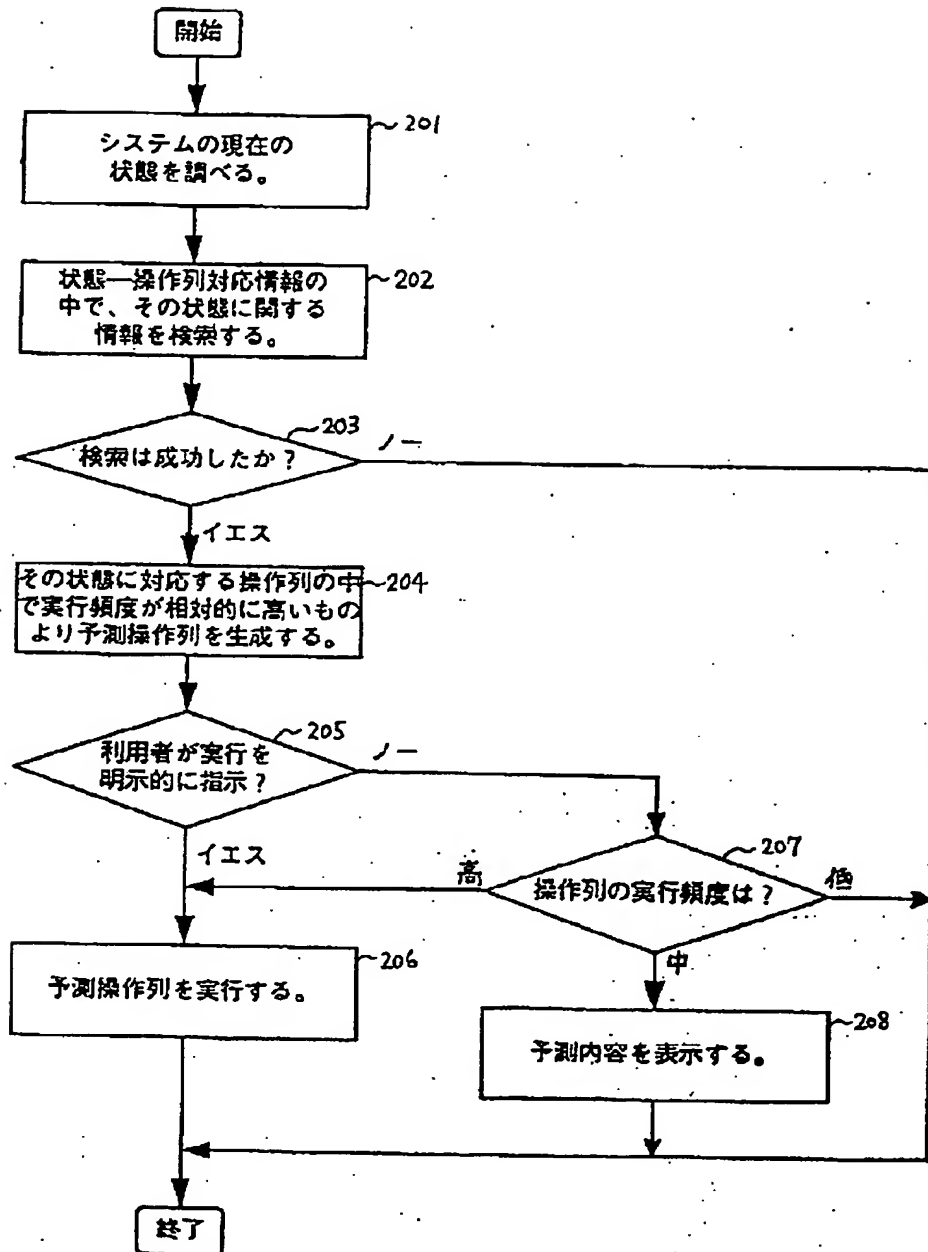 開始
システムの現在の
状態を調べる。
201
状態―操作列対応情報の
中で、その状態に関する
情報を検索する。
202
検索は成功したか?
203
ノー
イエス
その状態に対応する操作列の中
で実行頻度が相対的に高いもの
より予測操作列を生成する。
204
利用者が実行を
明示的に指示?
205
ノー
イエス
操作列の実行頻度は?
207
高
低
中
予測操作列を実行する。
206
予測内容を表示する。
208
終了